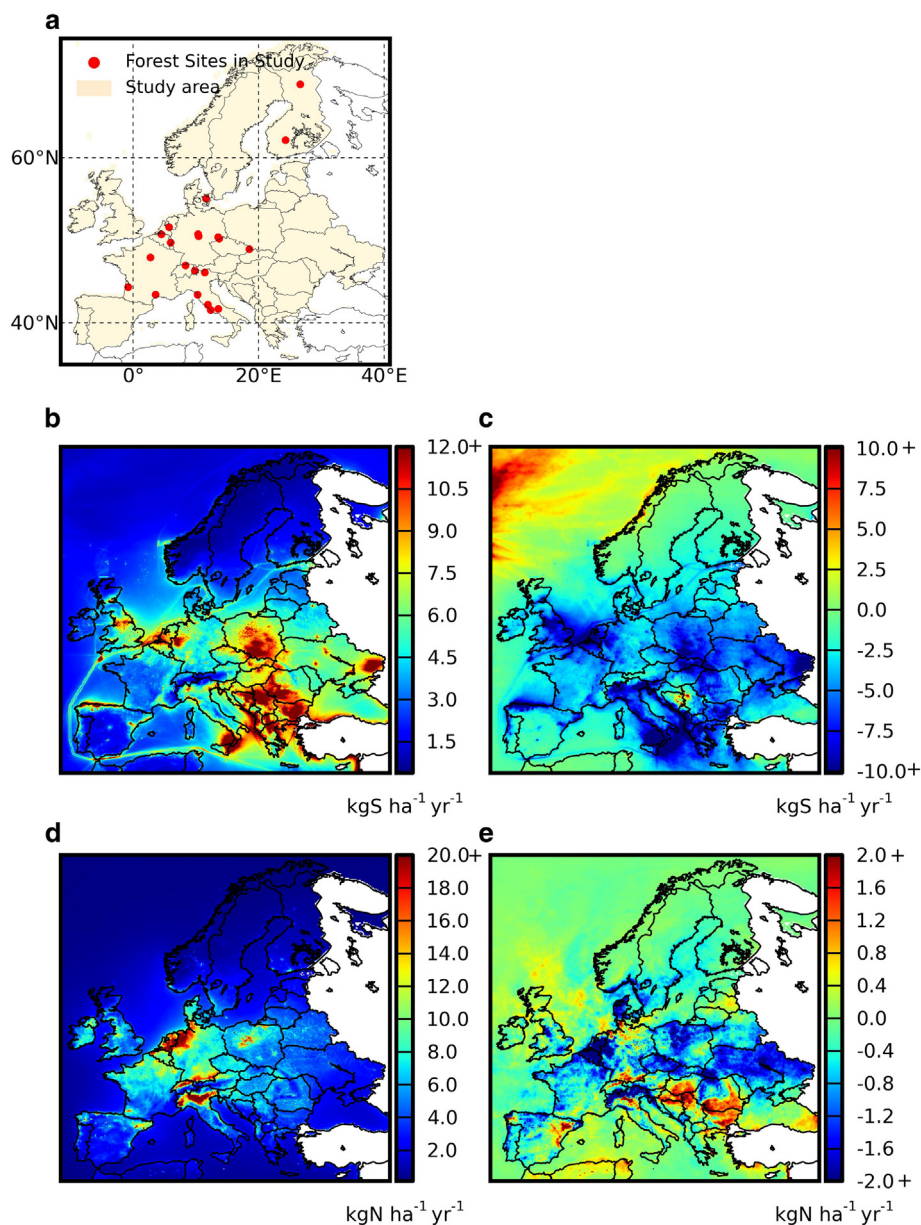 a
Forest Sites in Study
Study area
60°N
40°N
0°
20°E
40°E
b
12.0+
10.5
9.0
7.5
6.0
4.5
3.0
1.5
kgS ha⁻¹ yr⁻¹
c
10.0+
7.5
5.0
2.5
0.0
-2.5
-5.0
-7.5
-10.0+
kgS ha⁻¹ yr⁻¹
d
20.0+
18.0
16.0
14.0
12.0
10.0
8.0
6.0
4.0
2.0
kgN ha⁻¹ yr⁻¹
e
2.0+
1.6
1.2
0.8
0.4
0.0
-0.4
-0.8
-1.2
-1.6
-2.0+
kgN ha⁻¹ yr⁻¹